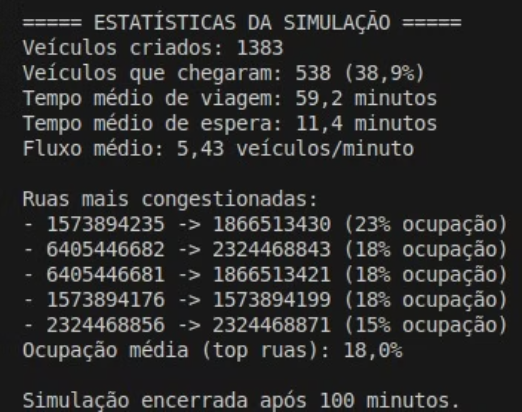 ===== ESTATÍSTICAS DA SIMULAÇÃO =====
Veículos criados: 1383
Veículos que chegaram: 538 (38,9%)
Tempo médio de viagem: 59,2 minutos
Tempo médio de espera: 11,4 minutos
Fluxo médio: 5,43 veículos/minuto

Ruas mais congestionadas:
- 1573894235 -> 1866513430 (23% ocupação)
- 6405446682 -> 2324468843 (18% ocupação)
- 6405446681 -> 1866513421 (18% ocupação)
- 1573894176 -> 1573894199 (18% ocupação)
- 2324468856 -> 2324468871 (15% ocupação)
Ocupação média (top ruas): 18,0%

Simulação encerrada após 100 minutos.